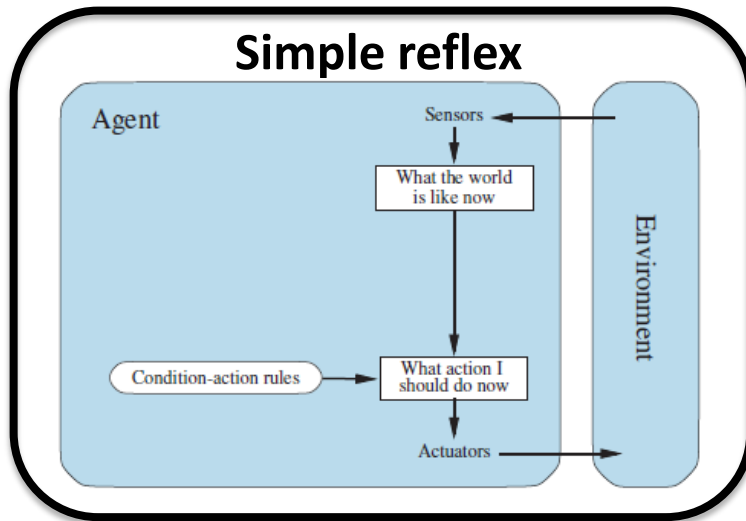 Simple reflex
Agent
Sensors
What the world
is like now
Environment
Condition-action rules
What action I
should do now
Actuators